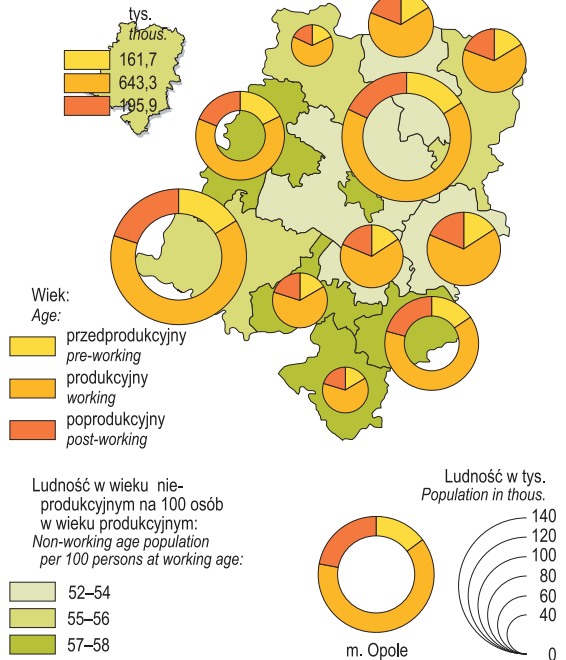 tys.
thous.
161,7
643,3
195,9
Wiek:
Age:
przedprodukcyjny
pre-working
produkcyjny
working
poprodukcyjny
post-working
Ludność w wieku nie-
produkcyjnym na 100 osób
w wieku produkcyjnym:
Non-working age population
per 100 persons at working age:
52–54
55–56
57–58
m. Opole
Ludność w tys.
Population in thous.
140
120
100
80
60
40
0